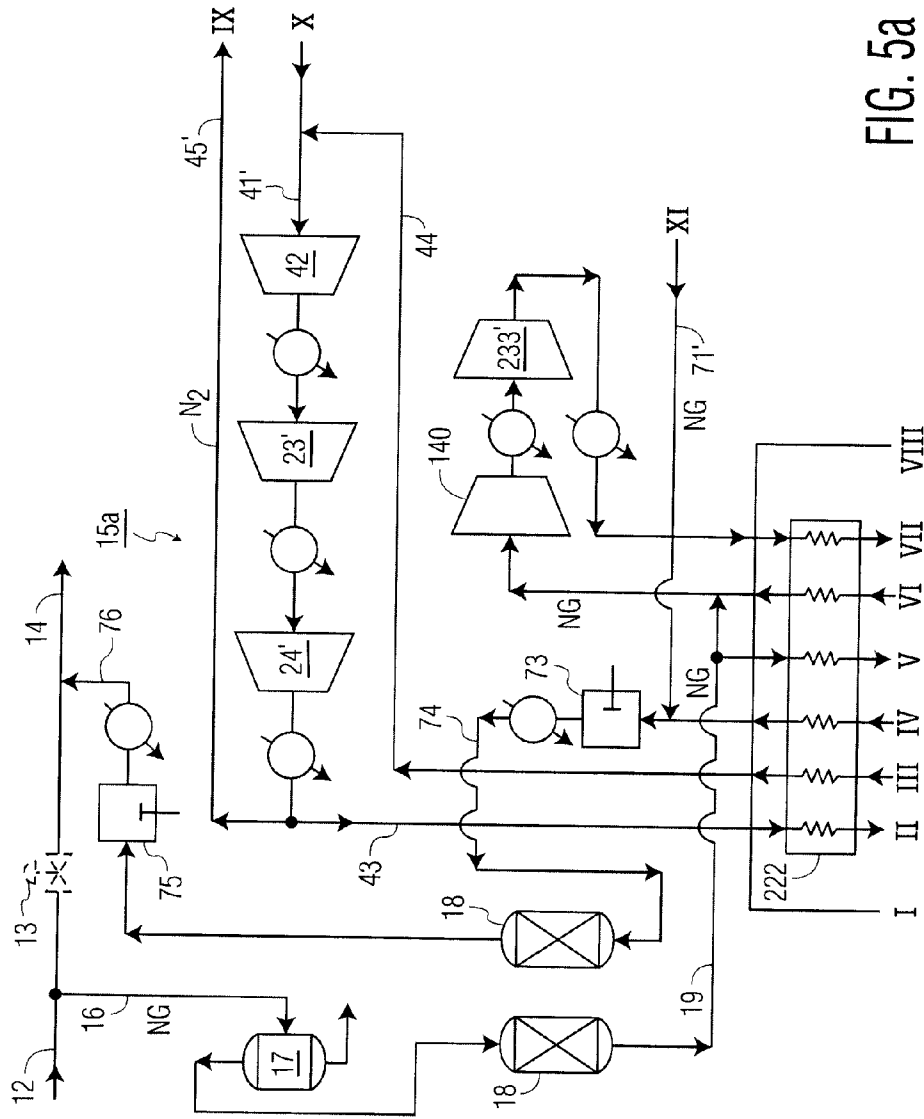 12
13
14
15a
16
NG
17
18
18
19
75
76
N2
45'
IX
X
41'
42
23'
24'
43
44
73
74
140
233'
NG
NG
NG
71'
XI
222
I
II
III
IV
V
VI
VII
VIII
FIG. 5a